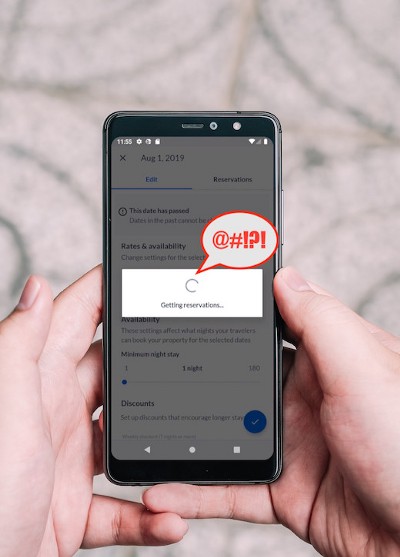 11:55
Aug 1, 2019
Edit Reservations
This date has passed
Dates in the past cannot be
@#!?!
Rates & availability
Change settings for the select
Getting reservations...
Availability
These settings affect what nights your travelers
can book your property for the selected dates
Minimum night stay
1 1 night 180
Discounts
Set up discounts that encourage longer stay